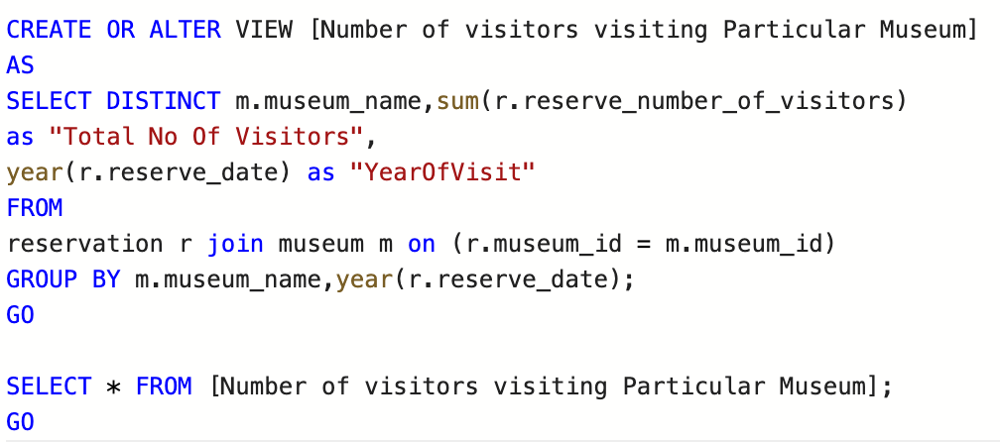 CREATE OR ALTER VIEW [Number of visitors visiting Particular Museum]
AS
SELECT DISTINCT m.museum_name,sum(r.reserve_number_of_visitors)
as "Total No Of Visitors",
year(r.reserve_date) as "YearOfVisit"
FROM
reservation r join museum m on (r.museum_id = m.museum_id)
GROUP BY m.museum_name,year(r.reserve_date);
GO

SELECT * FROM [Number of visitors visiting Particular Museum];
GO